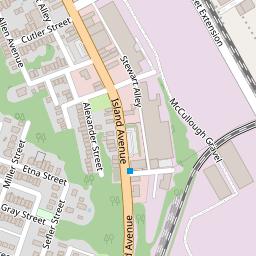 Allen Avenue
Alley
Cutler Street
Stewart Alley
et Extension
McCullough Gravel
Island Avenue
Alexander Street
Miller Street
Etna Street
Gray Street
Sefler Street
d Avenue